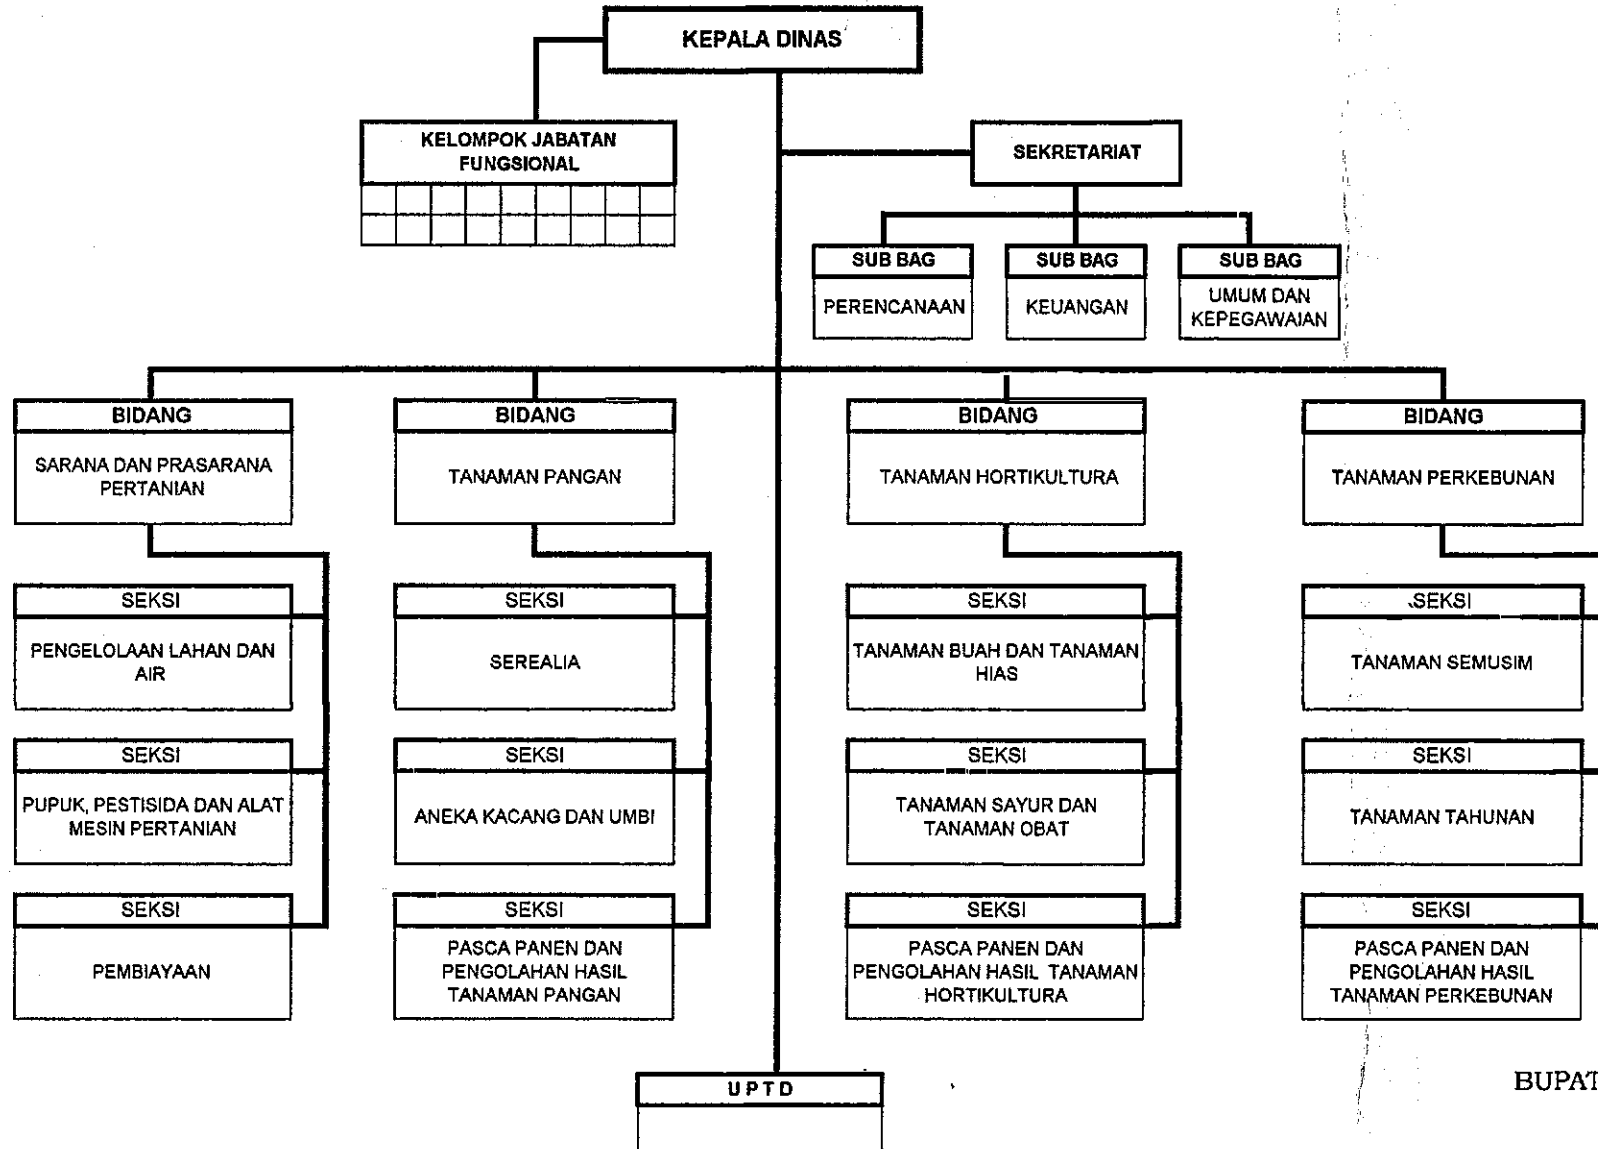 KEPALA DINAS
KELOMPOK JABATAN
FUNGSIONAL
SEKRETARIAT
SUB BAG
PERENCANAAN
SUB BAG
KEUANGAN
SUB BAG
UMUM DAN
KEPEGAWAIAN
BIDANG
SARANA DAN PRASARANA
PERTANIAN
BIDANG
TANAMAN PANGAN
BIDANG
TANAMAN HORTIKULTURA
BIDANG
TANAMAN PERKEBUNAN
SEKSI
PENGELOLAAN LAHAN DAN
AIR
SEKSI
SEREALIA
SEKSI
TANAMAN BUAH DAN TANAMAN
HIAS
SEKSI
TANAMAN SEMUSIM
SEKSI
PUPUK, PESTISIDA DAN ALAT
MESIN PERTANIAN
SEKSI
ANEKA KACANG DAN UMBI
SEKSI
TANAMAN SAYUR DAN
TANAMAN OBAT
SEKSI
TANAMAN TAHUNAN
SEKSI
PEMBIAYAAN
SEKSI
PASCA PANEN DAN
PENGOLAHAN HASIL
TANAMAN PANGAN
SEKSI
PASCA PANEN DAN
PENGOLAHAN HASIL TANAMAN
HORTIKULTURA
SEKSI
PASCA PANEN DAN
PENGOLAHAN HASIL
TANAMAN PERKEBUNAN
U P T D
BUPAT